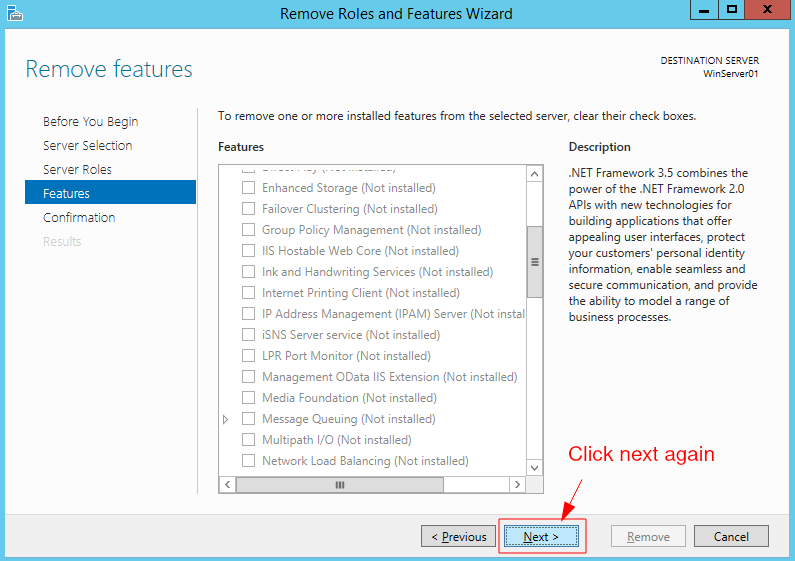 Remove Roles and Features Wizard
Remove features
DESTINATION SERVER
WinServer01
Before You Begin
Server Selection
Server Roles
Features
Confirmation
Results
To remove one or more installed features from the selected server, clear their check boxes.
Features
(Not installed)
Enhanced Storage (Not installed)
Failover Clustering (Not installed)
Group Policy Management (Not installed)
IIS Hostable Web Core (Not installed)
Ink and Handwriting Services (Not installed)
Internet Printing Client (Not installed)
IP Address Management (IPAM) Server (Not instal
iSNS Server service (Not installed)
LPR Port Monitor (Not installed)
Management OData IIS Extension (Not installed)
Media Foundation (Not installed)
Message Queuing (Not installed)
Multipath I/O (Not installed)
Network Load Balancing (Not installed)
Description
.NET Framework 3.5 combines the
power of the .NET Framework 2.0
APIs with new technologies for
building applications that offer
appealing user interfaces, protect
your customers' personal identity
information, enable seamless and
secure communication, and provide
the ability to model a range of
business processes.
Click next again
< Previous
Next >
Remove
Cancel